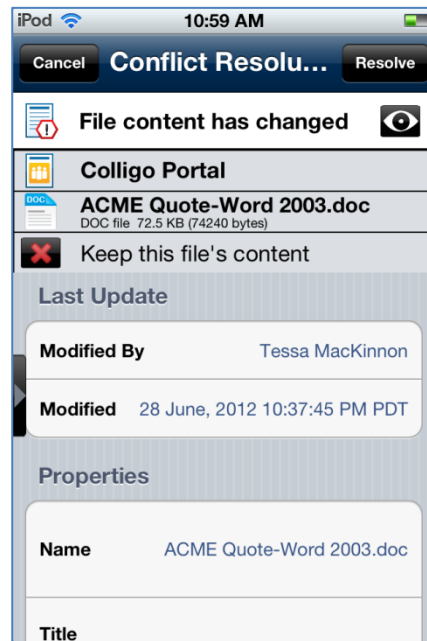 iPod 10:59 AM
Cancel Conflict Resolu... Resolve
File content has changed
Colligo Portal
DOC ACME Quote-Word 2003.doc
DOC file 72.5 KB (74240 bytes)
Keep this file's content
Last Update
Modified By Tessa MacKinnon
Modified 28 June, 2012 10:37:45 PM PDT
Properties
Name ACME Quote-Word 2003.doc
Title